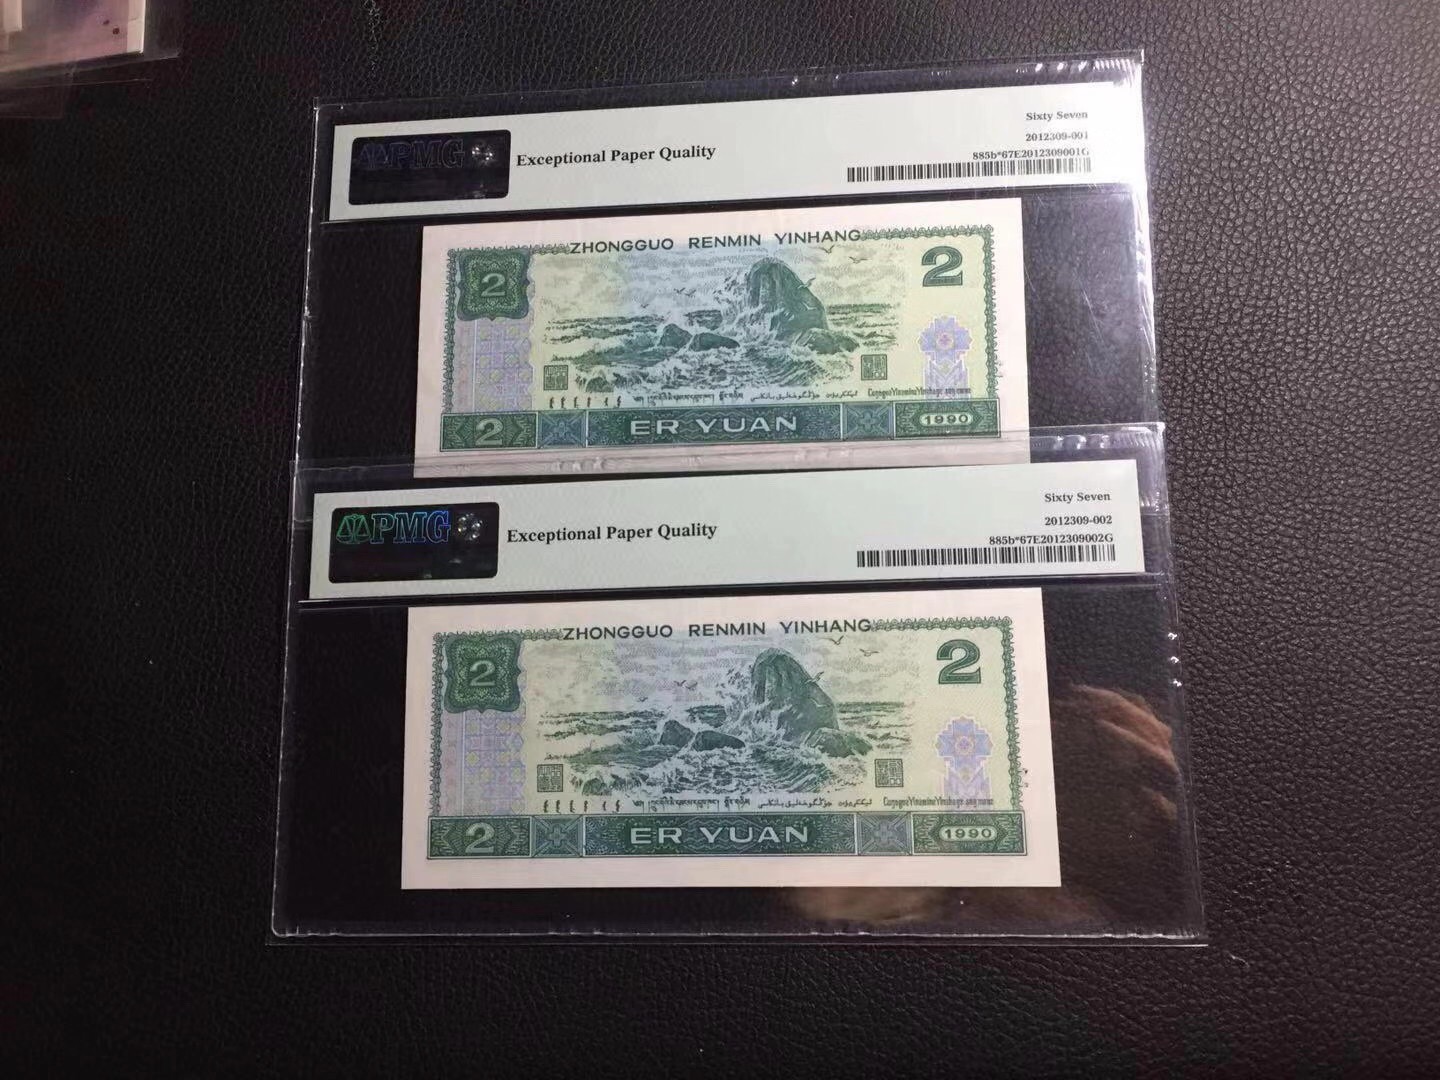 PMG
Exceptional Paper Quality
Sixty Seven
2012309-001
885b*67E2012309001G
ZHONGGUO RENMIN YINHANG
2
2
2
ER YUAN
1990
PMG
Exceptional Paper Quality
Sixty Seven
2012309-002
885b*67E2012309002G
ZHONGGUO RENMIN YINHANG
2
2
2
ER YUAN
1990